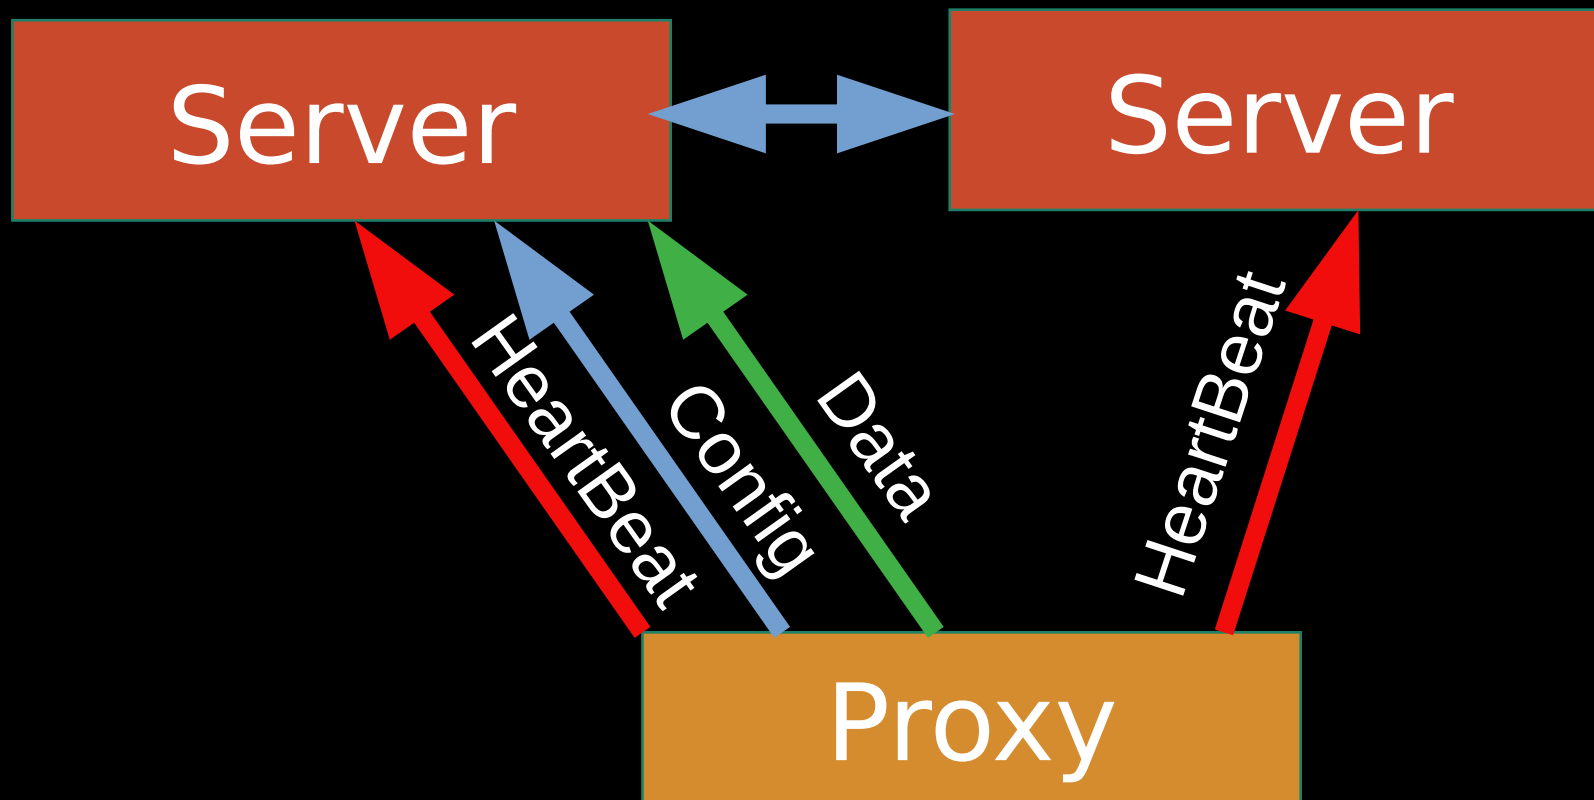 Server
Server
HeartBeat
Config
Data
HeartBeat
Proxy